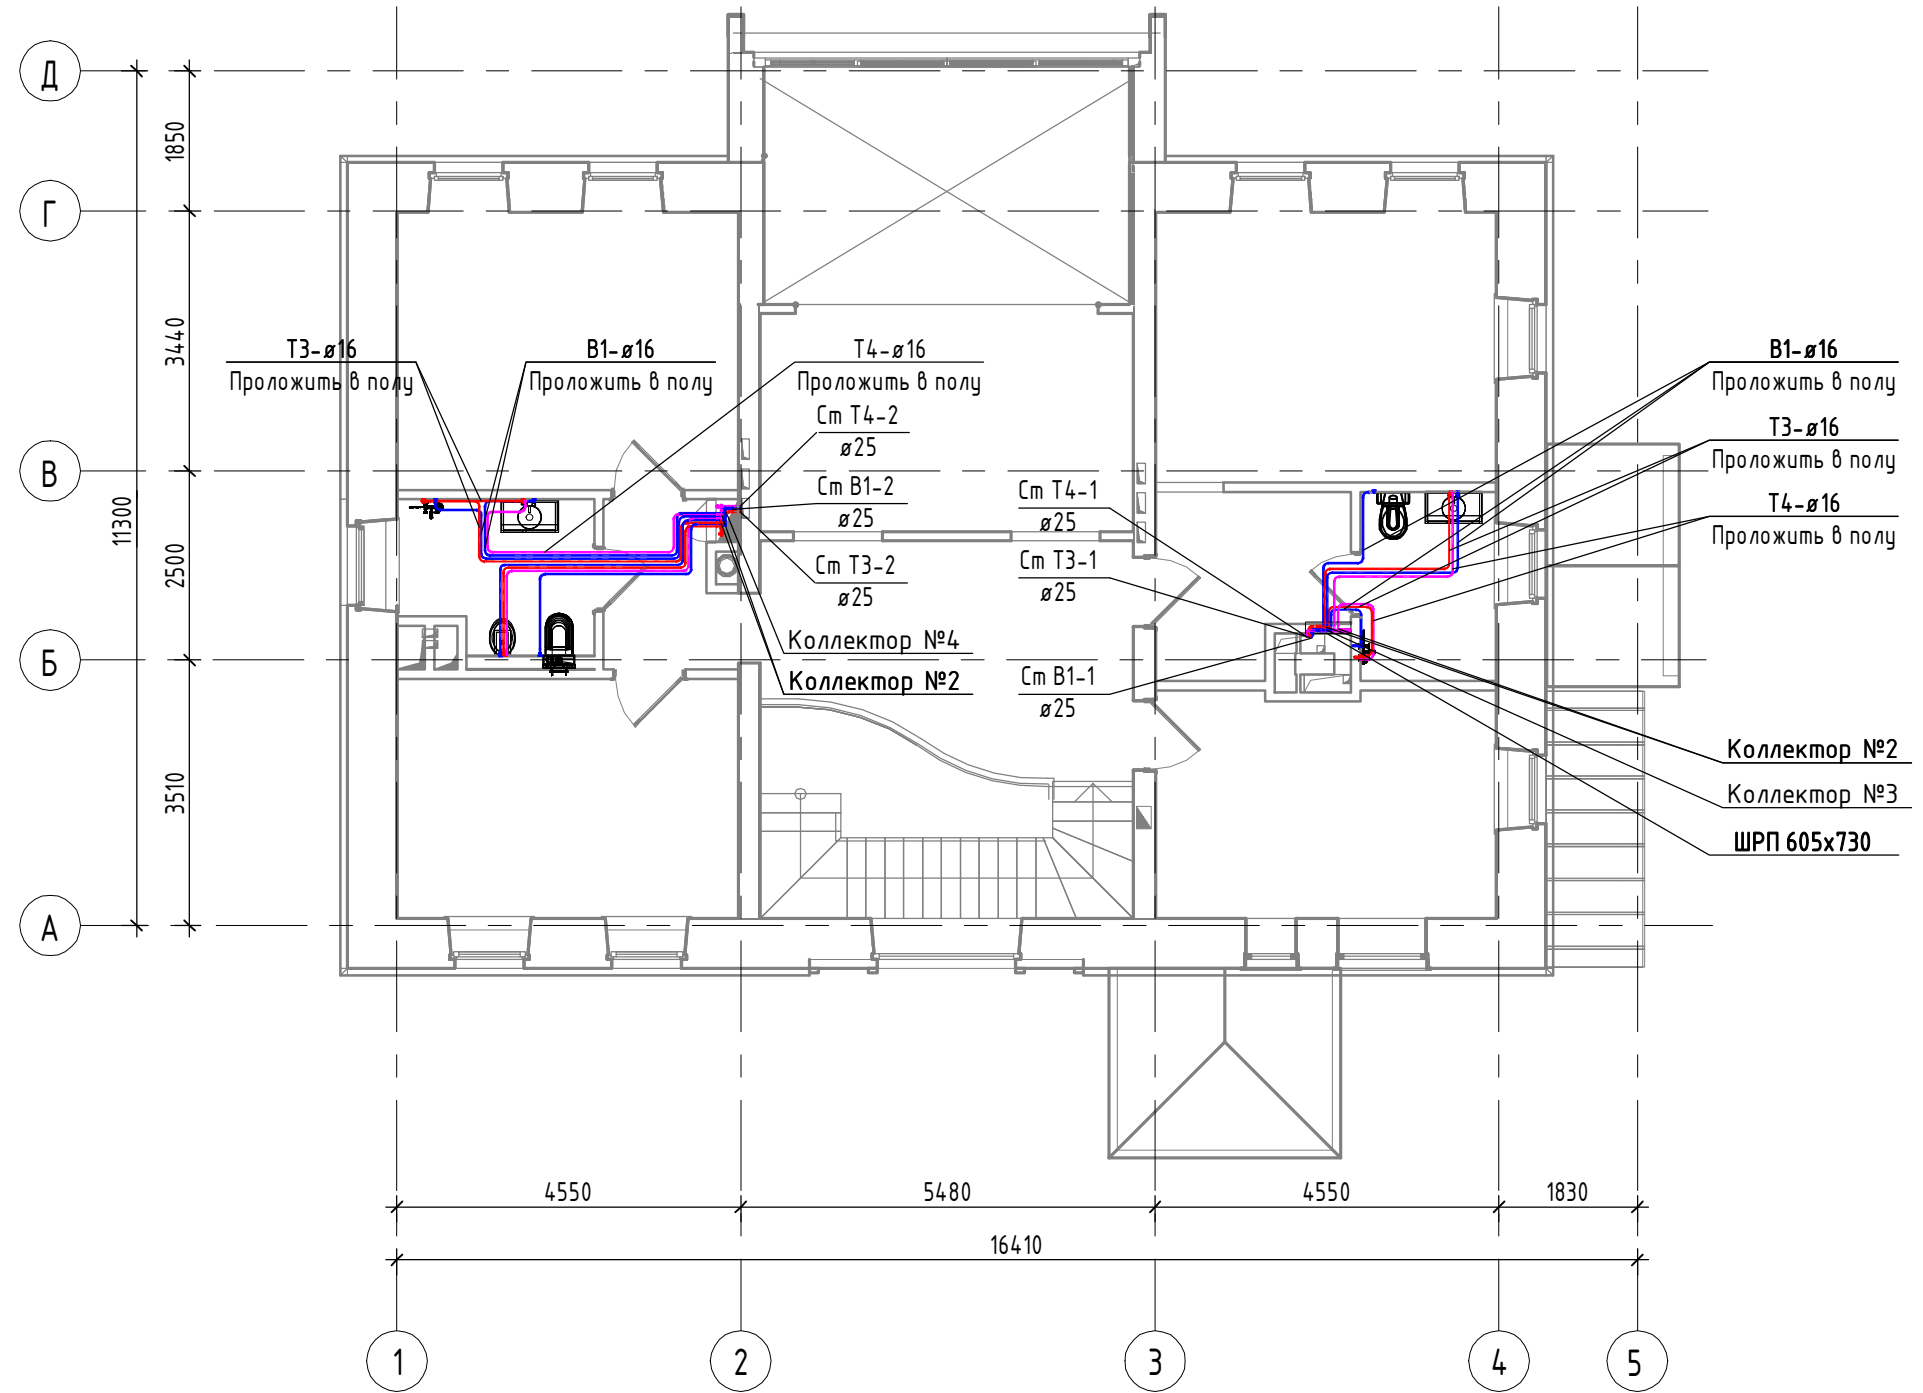 Д
1850
Г
3440
Т3-ø16
Проложить в полу
В1-ø16
Проложить в полу
Т4-ø16
Проложить в полу
Ст Т4-2
ø25
Ст В1-2
ø25
Ст Т3-2
ø25
Ст Т4-1
ø25
Ст Т3-1
ø25
Ст В1-1
ø25
В1-ø16
Проложить в полу
Т3-ø16
Проложить в полу
Т4-ø16
Проложить в полу
В
11300
2500
Б
Коллектор №4
Коллектор №2
Коллектор №2
Коллектор №3
ШРП 605х730
3510
А
4550
5480
4550
1830
16410
1
2
3
4
5